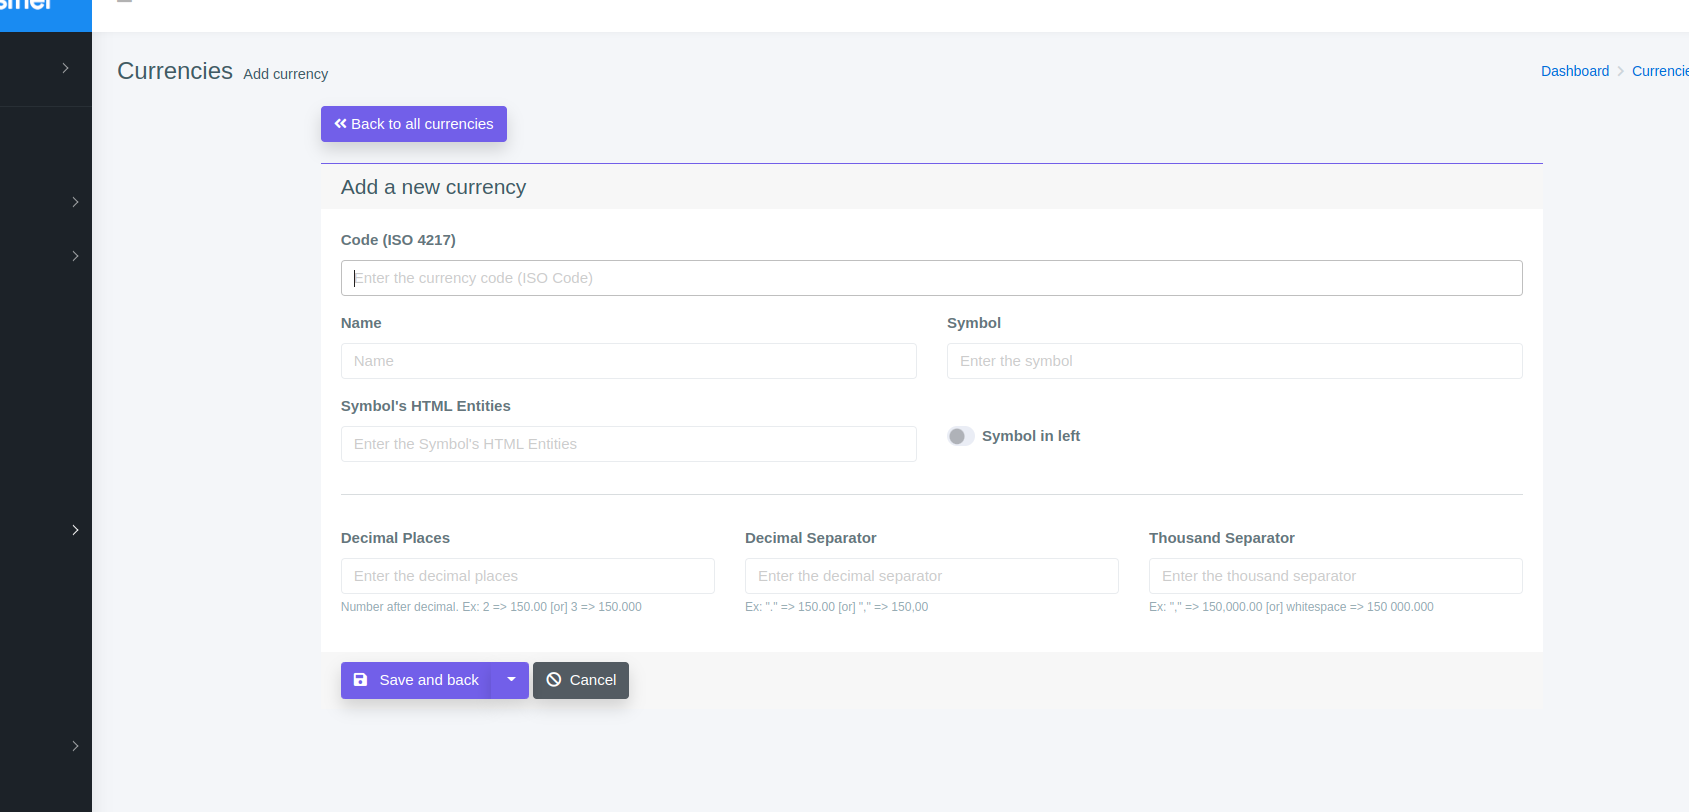 Currencies Add currency
Dashboard
Back to all currencies
Add a new currency
Code (ISO 4217)
Enter the currency code (ISO Code)
Name Symbol
Name Enter the symbol
Symbol's HTML Entities
Enter the Symbol's HTML Entities Symbol in left
Decimal Places Decimal Separator Thousand Separator
Enter the decimal places Enter the decimal separator Enter the thousand separator
Number after decimal. Ex: 2 => 150.00 [or] 3 => 150.000 Ex: "." => 150.00 [or] "," => 150,00 Ex: "," => 150,000.00 [or] whitespace => 150 000.000
Save and back Cancel